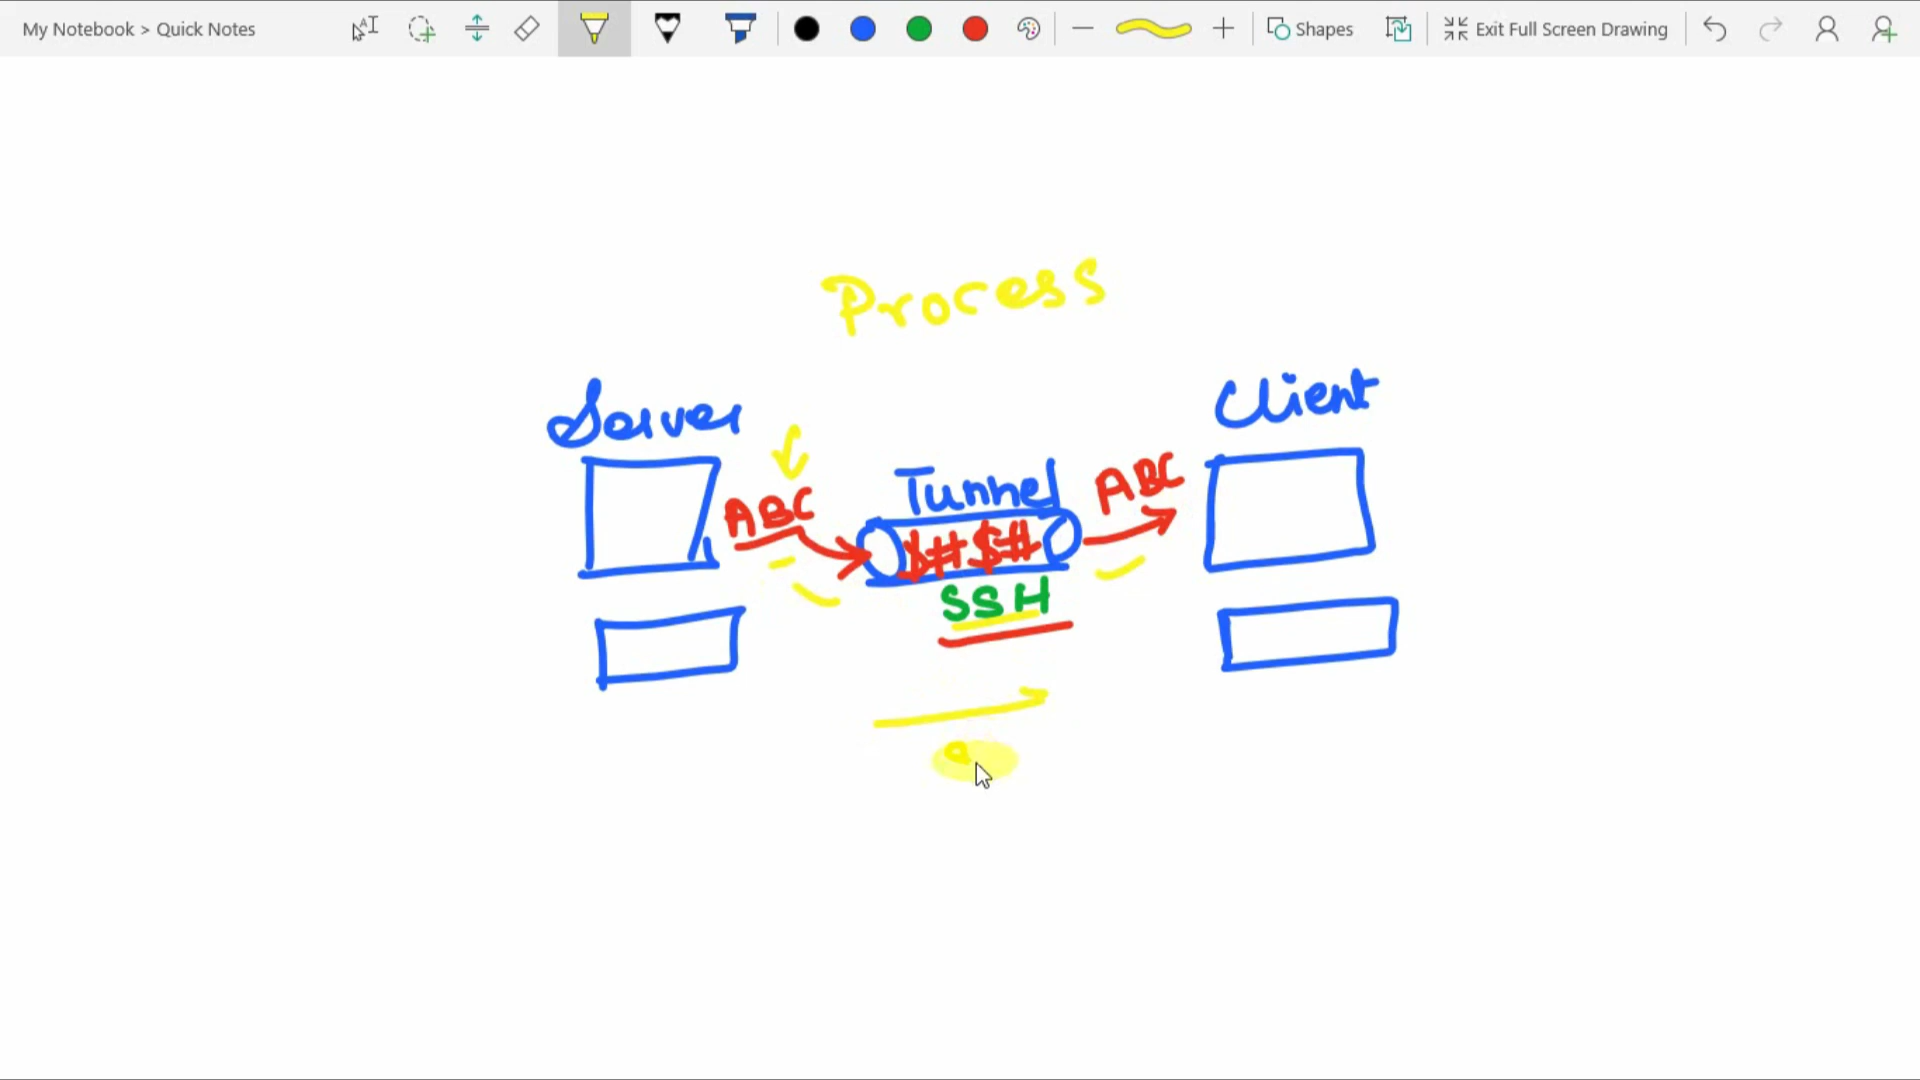 My Notebook > Quick Notes
Shapes
Exit Full Screen Drawing
Process
Server
Client
ABC
Tunnel
ABC
$#$#
SSH